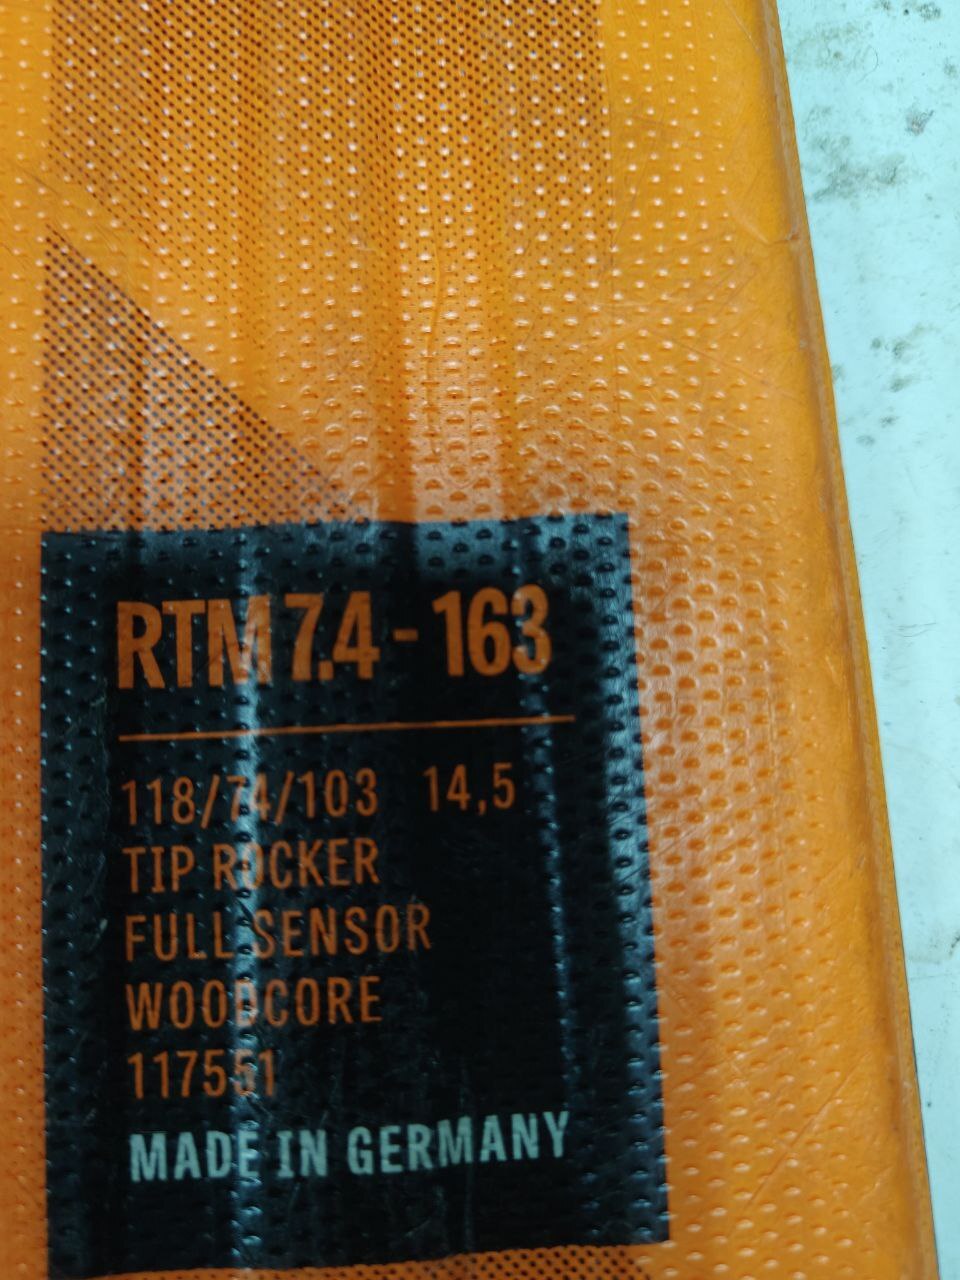 RTM 7.4 - 163
118/74/103 14,5
TIP ROCKER
FULL SENSOR
WOODCORE
117551
MADE IN GERMANY